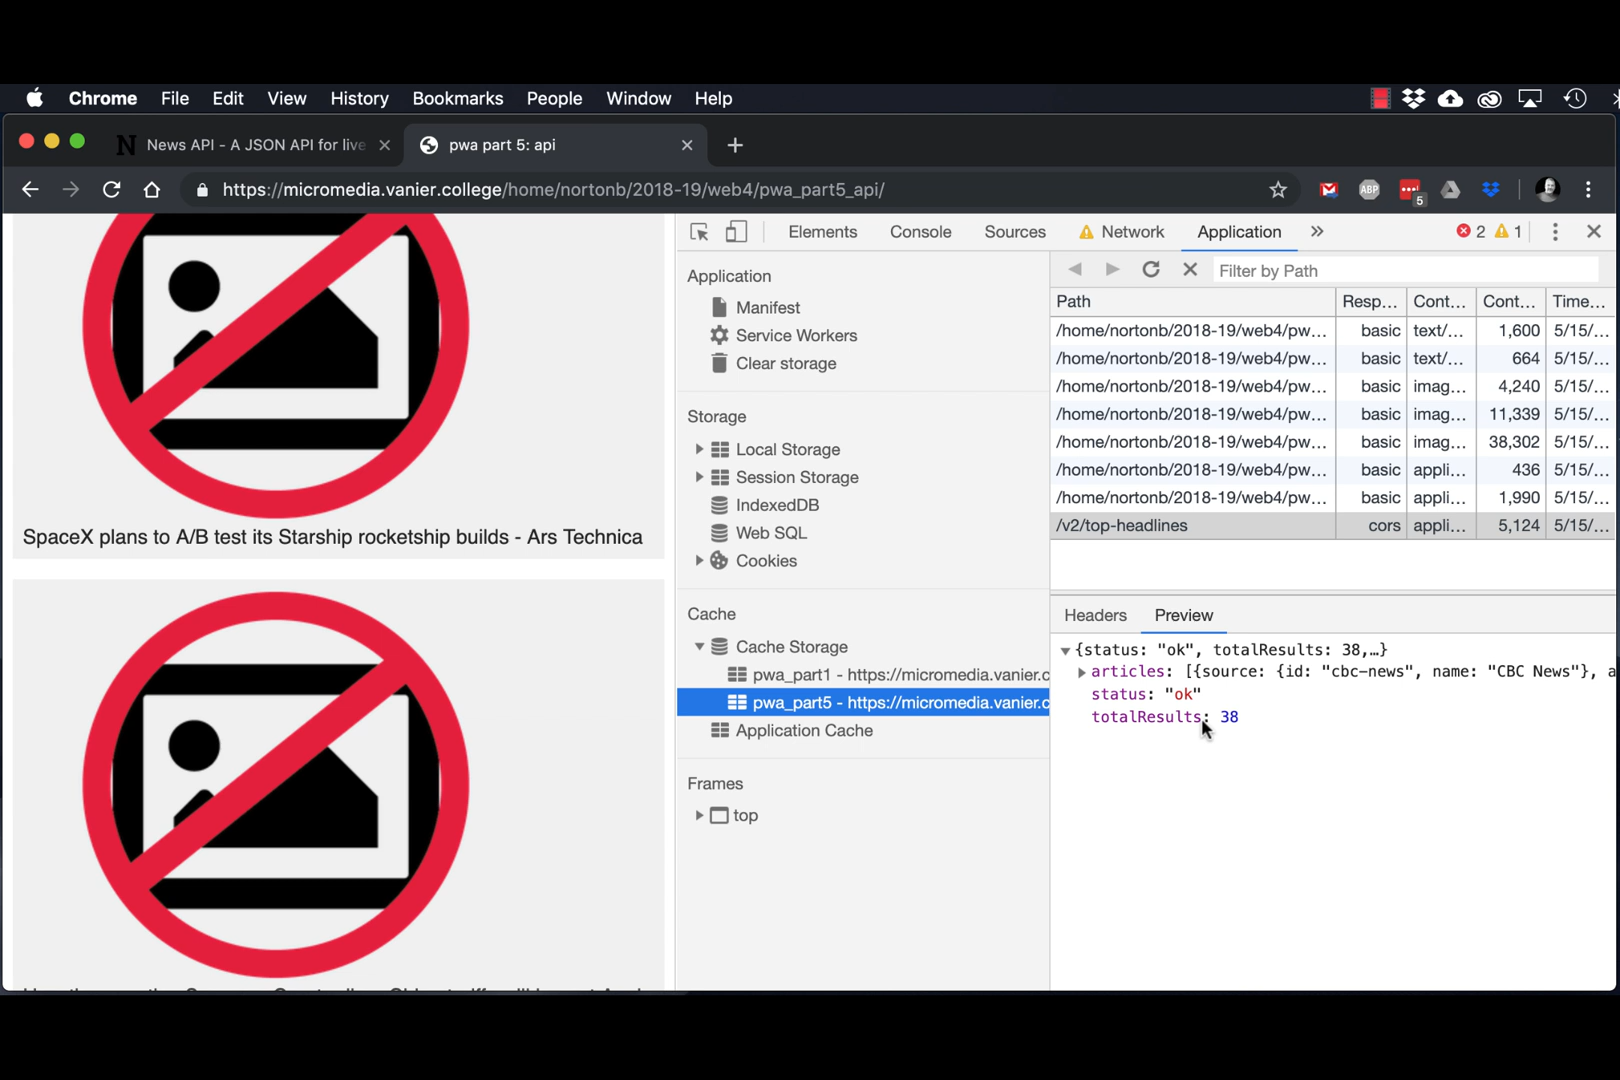 Chrome File Edit View History Bookmarks People Window Help
N News API - A JSON API for live
pwa part 5: api
https://micromedia.vanier.college/home/nortonb/2018-19/web4/pwa_part5_api/
ABP
5
SpaceX plans to A/B test its Starship rocketship builds - Ars Technica
Elements Console Sources Network Application » 2 1
Application
Manifest
Service Workers
Clear storage
Storage
Local Storage
Session Storage
IndexedDB
Web SQL
Cookies
Cache
Cache Storage
pwa_part1 - https://micromedia.vanier.c
pwa_part5 - https://micromedia.vanier.c
Application Cache
Frames
top
Filter by Path
Path Resp... Cont... Cont... Time...
/home/nortonb/2018-19/web4/pw... basic text/... 1,600 5/15/...
/home/nortonb/2018-19/web4/pw... basic text/... 664 5/15/...
/home/nortonb/2018-19/web4/pw... basic imag... 4,240 5/15/...
/home/nortonb/2018-19/web4/pw... basic imag... 11,339 5/15/...
/home/nortonb/2018-19/web4/pw... basic imag... 38,302 5/15/...
/home/nortonb/2018-19/web4/pw... basic appli... 436 5/15/...
/home/nortonb/2018-19/web4/pw... basic appli... 1,990 5/15/...
/v2/top-headlines cors appli... 5,124 5/15/...
Headers Preview
{status: "ok", totalResults: 38,…}
articles: [{source: {id: "cbc-news", name: "CBC News"}, a
status: "ok"
totalResults: 38